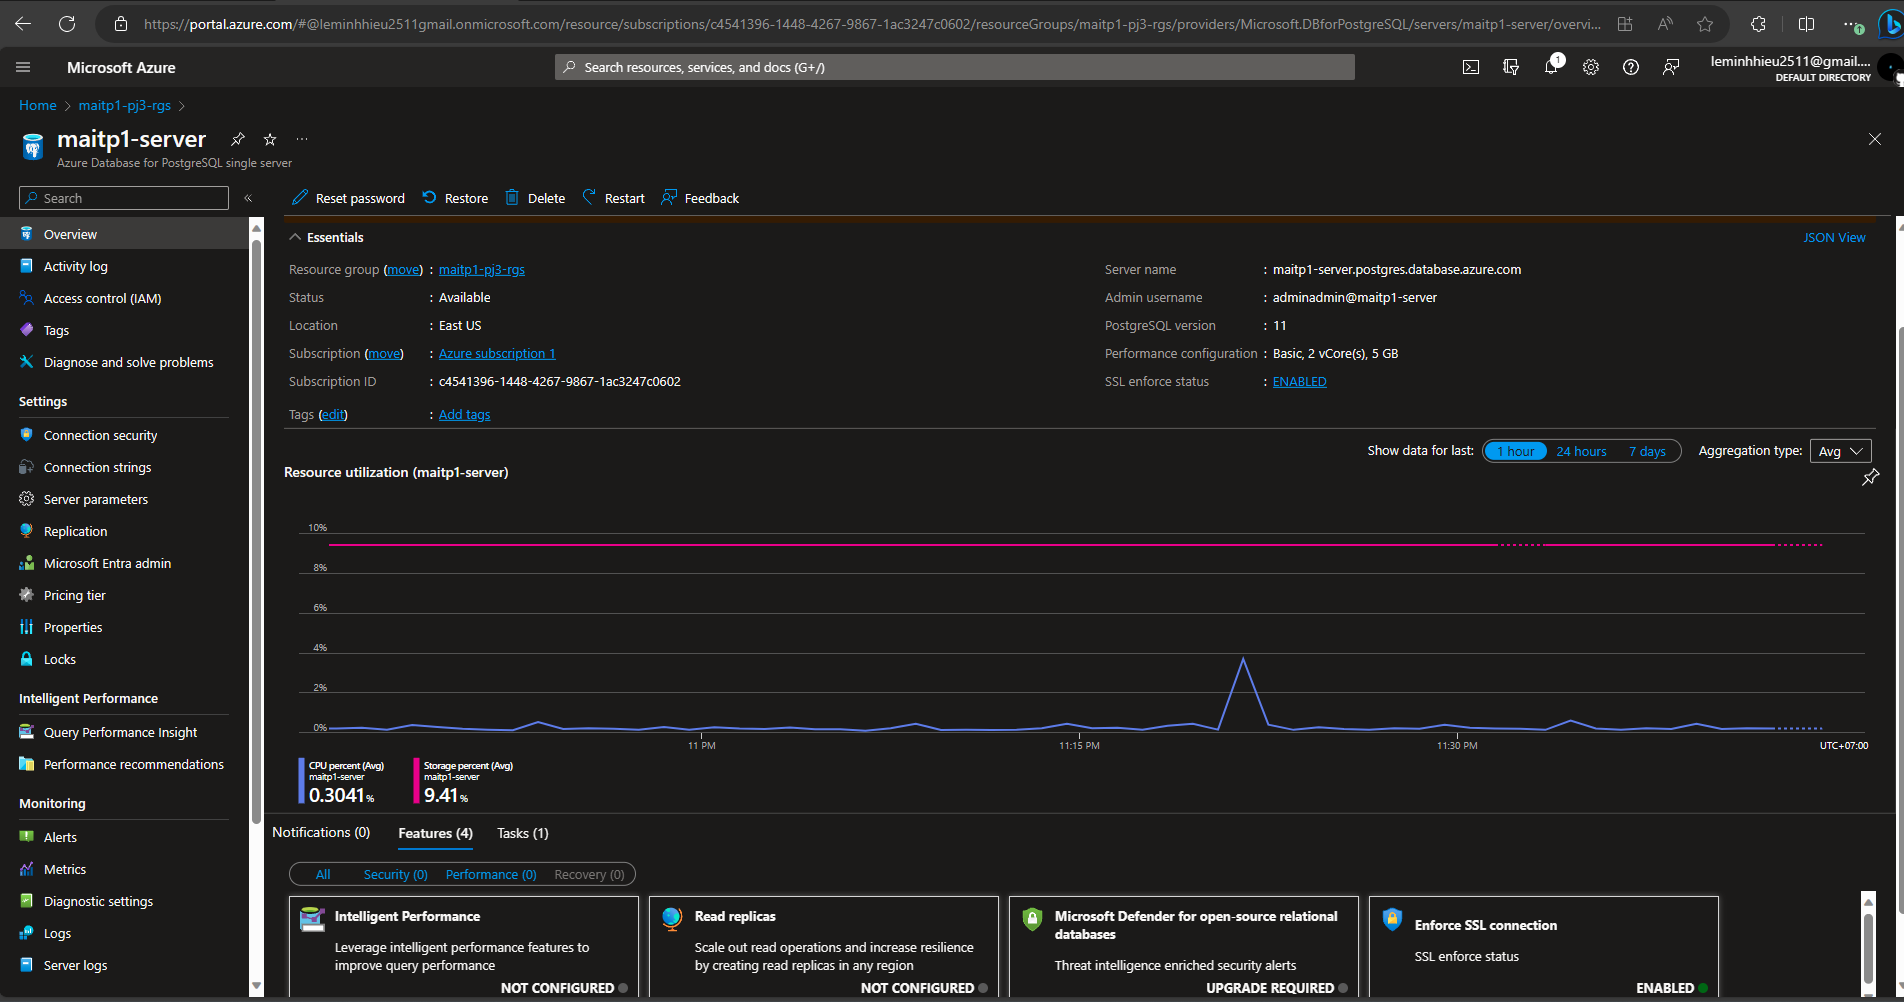 https://portal.azure.com/#@leminhhieu2511gmail.onmicrosoft.com/resource/subscriptions/c4541396-1448-4267-9867-1ac3247c0602/resourceGroups/maitp1-pj3-rgs/providers/Microsoft.DBforPostgreSQL/servers/maitp1-server/overvi...
Microsoft Azure
Search resources, services, and docs (G+/)
1
leminhhieu2511@gmail....
DEFAULT DIRECTORY
Home > maitp1-pj3-rgs >
maitp1-server
Azure Database for PostgreSQL single server
Search
Reset password Restore Delete Restart Feedback
Overview
Activity log
Access control (IAM)
Tags
Diagnose and solve problems
Settings
Connection security
Connection strings
Server parameters
Replication
Microsoft Entra admin
Pricing tier
Properties
Locks
Intelligent Performance
Query Performance Insight
Performance recommendations
Monitoring
Alerts
Metrics
Diagnostic settings
Logs
Server logs
Essentials
JSON View
Resource group (move) : maitp1-pj3-rgs
Status : Available
Location : East US
Subscription (move) : Azure subscription 1
Subscription ID : c4541396-1448-4267-9867-1ac3247c0602
Tags (edit) : Add tags
Server name : maitp1-server.postgres.database.azure.com
Admin username : adminadmin@maitp1-server
PostgreSQL version : 11
Performance configuration : Basic, 2 vCore(s), 5 GB
SSL enforce status : ENABLED
Show data for last: 1 hour 24 hours 7 days Aggregation type: Avg
Resource utilization (maitp1-server)
10%
8%
6%
4%
2%
0%
11 PM 11:15 PM 11:30 PM UTC+07:00
CPU percent (Avg)
maitp1-server
0.3041 %
Storage percent (Avg)
maitp1-server
9.41 %
Notifications (0) Features (4) Tasks (1)
All Security (0) Performance (0) Recovery (0)
Intelligent Performance
Leverage intelligent performance features to
improve query performance
NOT CONFIGURED
Read replicas
Scale out read operations and increase resilience
by creating read replicas in any region
NOT CONFIGURED
Microsoft Defender for open-source relational
databases
Threat intelligence enriched security alerts
UPGRADE REQUIRED
Enforce SSL connection
SSL enforce status
ENABLED